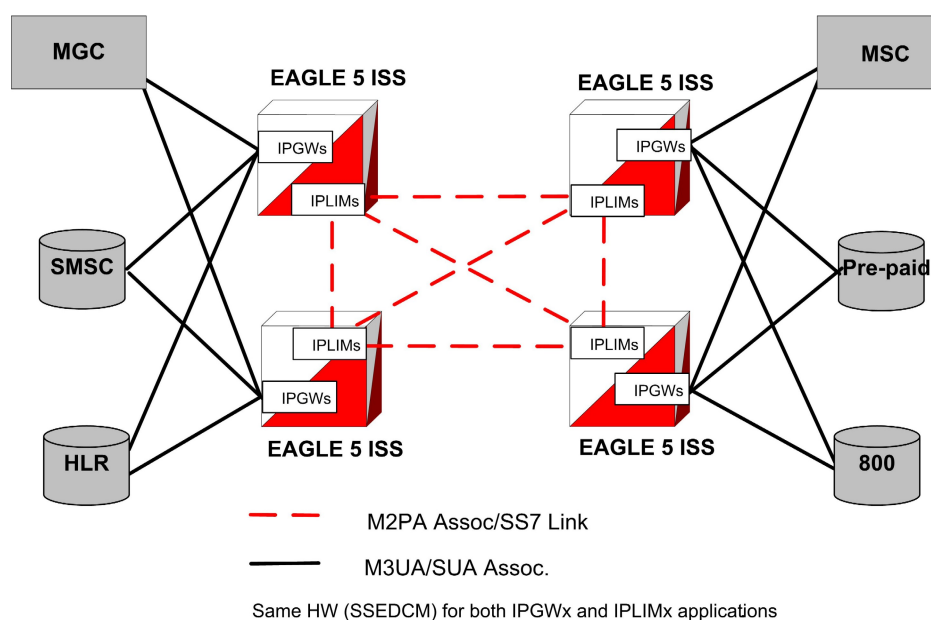 MGC
MSC
EAGLE 5 ISS
EAGLE 5 ISS
IPGWs
IPGWs
IPLIMs
IPLIMs
SMSC
Pre-paid
IPLIMs
IPLIMs
IPGWs
IPGWs
EAGLE 5 ISS
EAGLE 5 ISS
HLR
800
M2PA Assoc/SS7 Link
M3UA/SUA Assoc.
Same HW (SSEDCM) for both IPGWx and IPLIMx applications